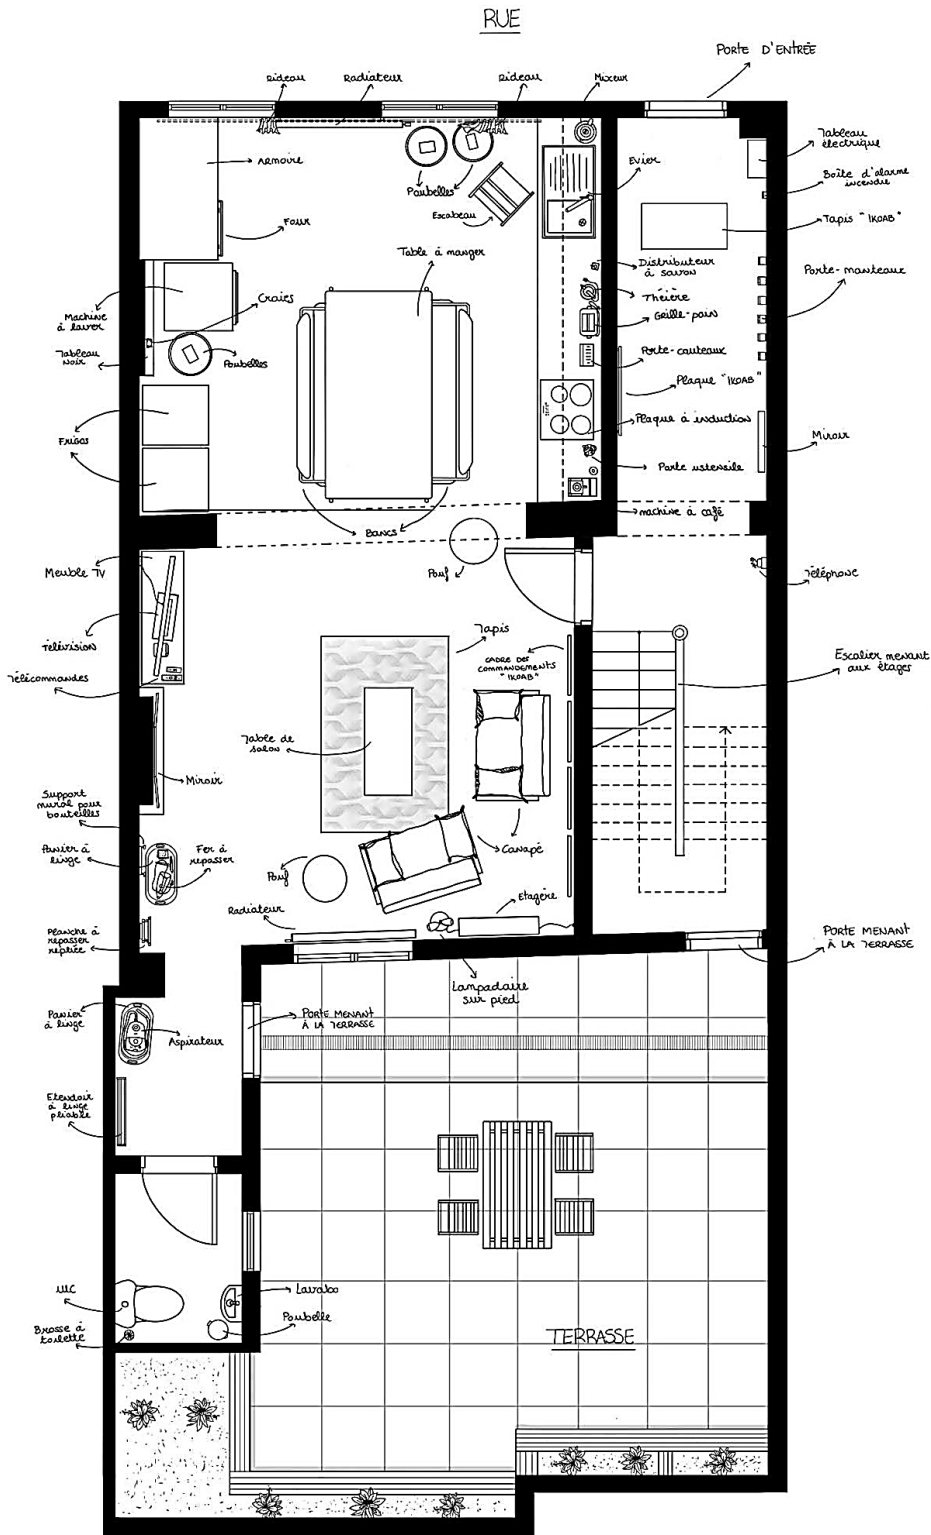 RUE
PORTE D'ENTRÉE
Rideau
Radiateur
Rideau
Mixeur
Tableau
électrique
Armoire
Evier
Boîte d'alarme
incendie
Poubelles
Escabeau
Four
Tapis "IKOAB"
Table à manger
Distributeur
à savon
Porte-manteaux
Théière
Craies
Grille-pain
Machine
à laver
Tableau
noir
Poubelles
Porte-couteaux
Plaque "IKOAB"
Plaque à induction
Frigos
Miroir
Porte ustensile
machine à café
Bancs
Meuble TV
Pouf
Téléphone
Tapis
Télévision
CADRE DES
COMMANDEMENTS
"IKOAB"
Escalier menant
aux étages
Télécommandes
Table de
salon
Miroir
Support
mural pour
bouteilles
Panier à
linge
Fer à
repasser
Canapé
Pouf
Etagère
Radiateur
Planche à
repasser
repliée
PORTE MENANT
À LA TERRASSE
Lampadaire
sur pied
Panier
à linge
PORTE MENANT
À LA TERRASSE
Aspirateur
Etendoir
à linge
pliable
WC
Lavabo
Poubelle
Brosse à
toilette
TERRASSE